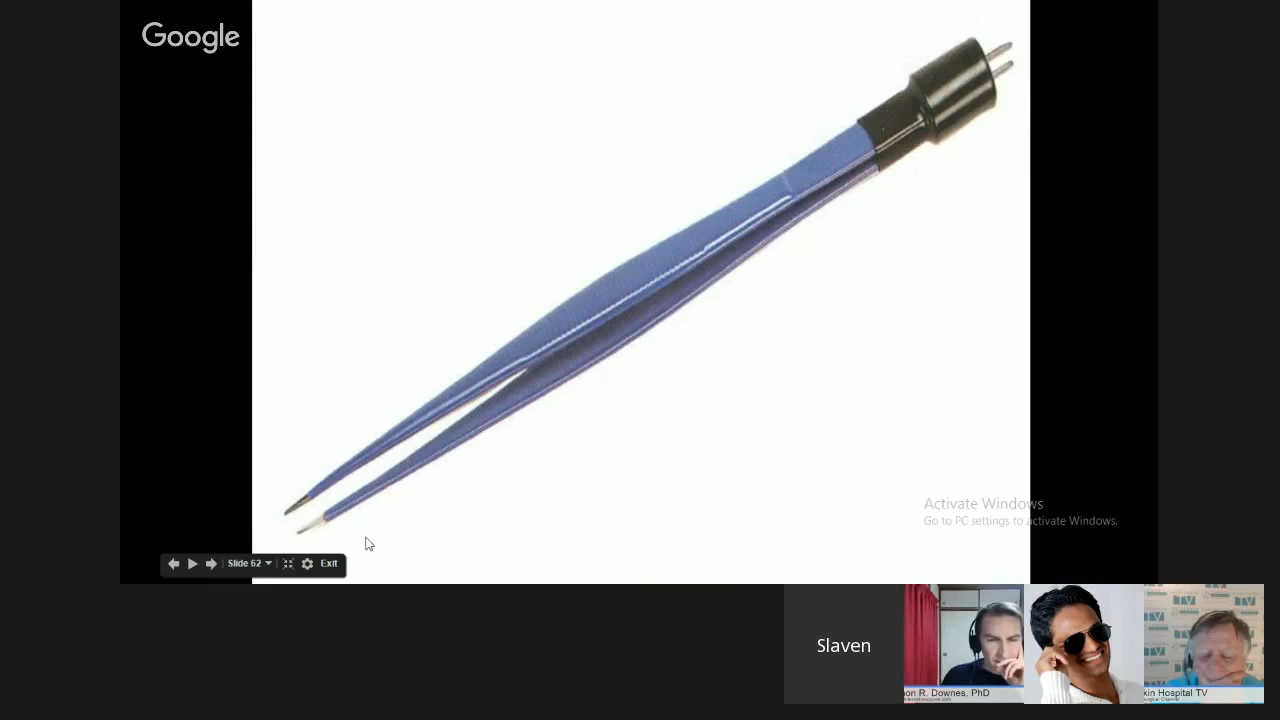 Google
Activate Windows
Go to PC settings to activate Windows.
Slide 62
Exit
Slaven
on R. Downes, PhD
kin Hospital TV
TV